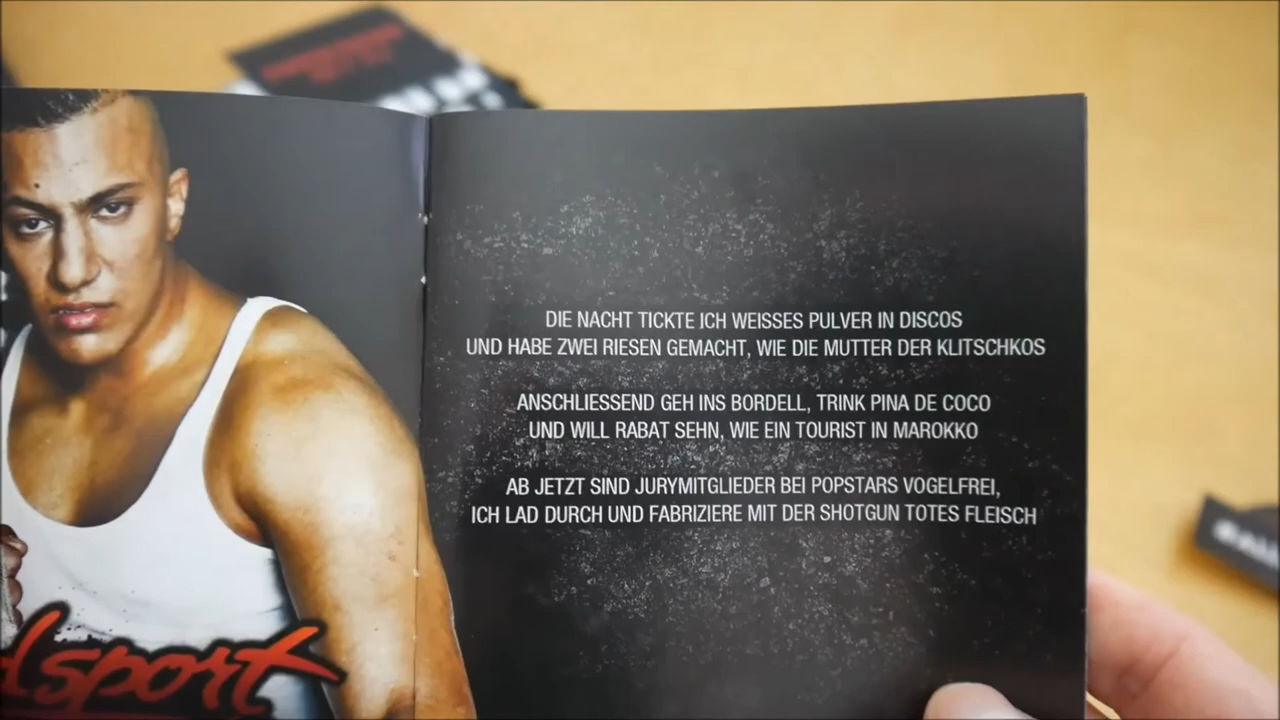 DIE NACHT TICKTE ICH WEISSES PULVER IN DISCOS
UND HABE ZWEI RIESEN GEMACHT, WIE DIE MUTTER DER KLITSCHKOS
ANSCHLIESSEND GEH INS BORDELL, TRINK PINA DE COCO
UND WILL RABAT SEHN, WIE EIN TOURIST IN MAROKKO
AB JETZT SIND JURYMITGLIEDER BEI POPSTARS VOGELFREI,
ICH LAD DURCH UND FABRIZIERE MIT DER SHOTGUN TOTES FLEISCH
dsport